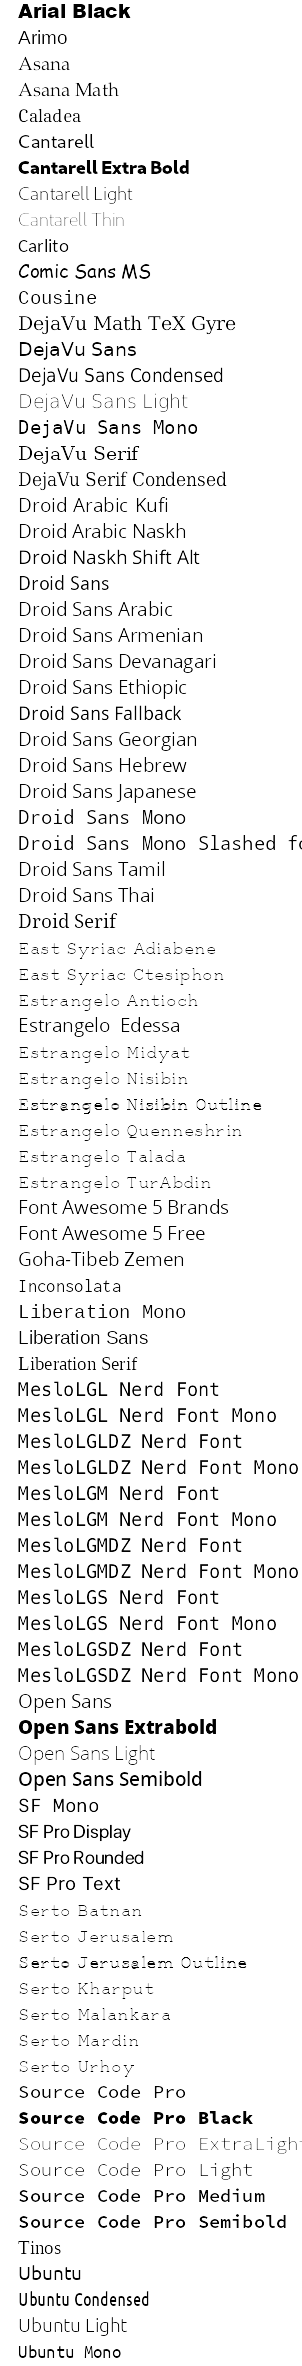 Arial Black
Arimo
Asana
Asana Math
Caladea
Cantarell
Cantarell Extra Bold
Cantarell Light
Cantarell Thin
Carlito
Comic Sans MS
Cousine
DejaVu Math TeX Gyre
DejaVu Sans
DejaVu Sans Condensed
DejaVu Sans Light
DejaVu Sans Mono
DejaVu Serif
DejaVu Serif Condensed
Droid Arabic Kufi
Droid Arabic Naskh
Droid Naskh Shift Alt
Droid Sans
Droid Sans Arabic
Droid Sans Armenian
Droid Sans Devanagari
Droid Sans Ethiopic
Droid Sans Fallback
Droid Sans Georgian
Droid Sans Hebrew
Droid Sans Japanese
Droid Sans Mono
Droid Sans Mono Slashed fo
Droid Sans Tamil
Droid Sans Thai
Droid Serif
East Syriac Adiabene
East Syriac Ctesiphon
Estrangelo Antioch
Estrangelo Edessa
Estrangelo Midyat
Estrangelo Nisibin
Estrangelo Nisibin Outline
Estrangelo Quenneshrin
Estrangelo Talada
Estrangelo TurAbdin
Font Awesome 5 Brands
Font Awesome 5 Free
Goha-Tibeb Zemen
Inconsolata
Liberation Mono
Liberation Sans
Liberation Serif
MesloLGL Nerd Font
MesloLGL Nerd Font Mono
MesloLGLDZ Nerd Font
MesloLGLDZ Nerd Font Mono
MesloLGM Nerd Font
MesloLGM Nerd Font Mono
MesloLGMDZ Nerd Font
MesloLGMDZ Nerd Font Mono
MesloLGS Nerd Font
MesloLGS Nerd Font Mono
MesloLGSDZ Nerd Font
MesloLGSDZ Nerd Font Mono
Open Sans
Open Sans Extrabold
Open Sans Light
Open Sans Semibold
SF Mono
SF Pro Display
SF Pro Rounded
SF Pro Text
Serto Batnan
Serto Jerusalem
Serto Jerusalem Outline
Serto Kharput
Serto Malankara
Serto Mardin
Serto Urhoy
Source Code Pro
Source Code Pro Black
Source Code Pro ExtraLight
Source Code Pro Light
Source Code Pro Medium
Source Code Pro Semibold
Tinos
Ubuntu
Ubuntu Condensed
Ubuntu Light
Ubuntu Mono